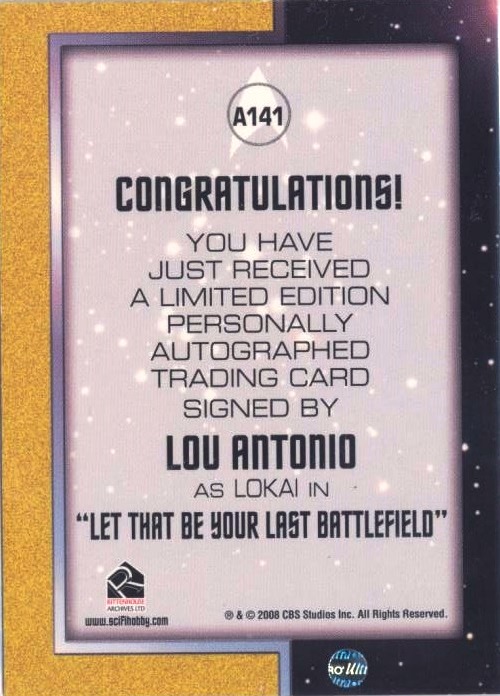 A141
CONGRATULATIONS!
YOU HAVE
JUST RECEIVED
A LIMITED EDITION
PERSONALLY
AUTOGRAPHED
TRADING CARD
SIGNED BY
LOU ANTONIO
AS LOKAI IN
"LET THAT BE YOUR LAST BATTLEFIELD"
RITTENHOUSE
ARCHIVES LTD
www.scifihobby.com
® & © 2008 CBS Studios Inc. All Rights Reserved.